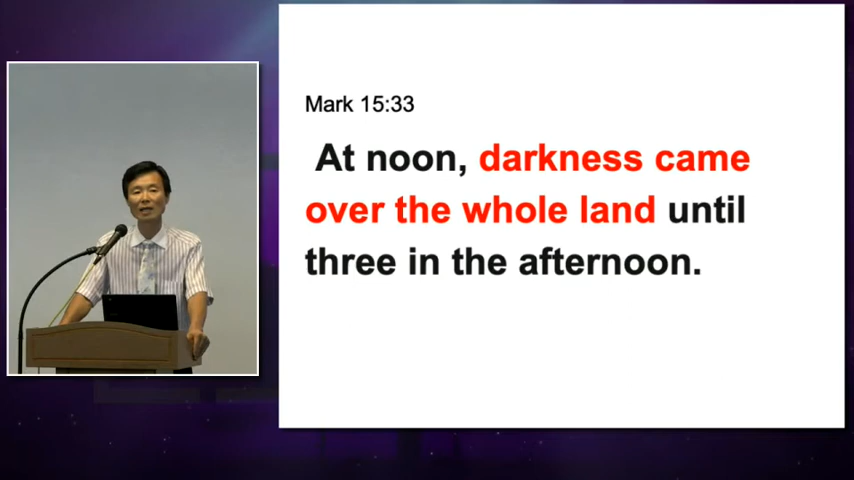 Mark 15:33
At noon, darkness came
over the whole land until
three in the afternoon.